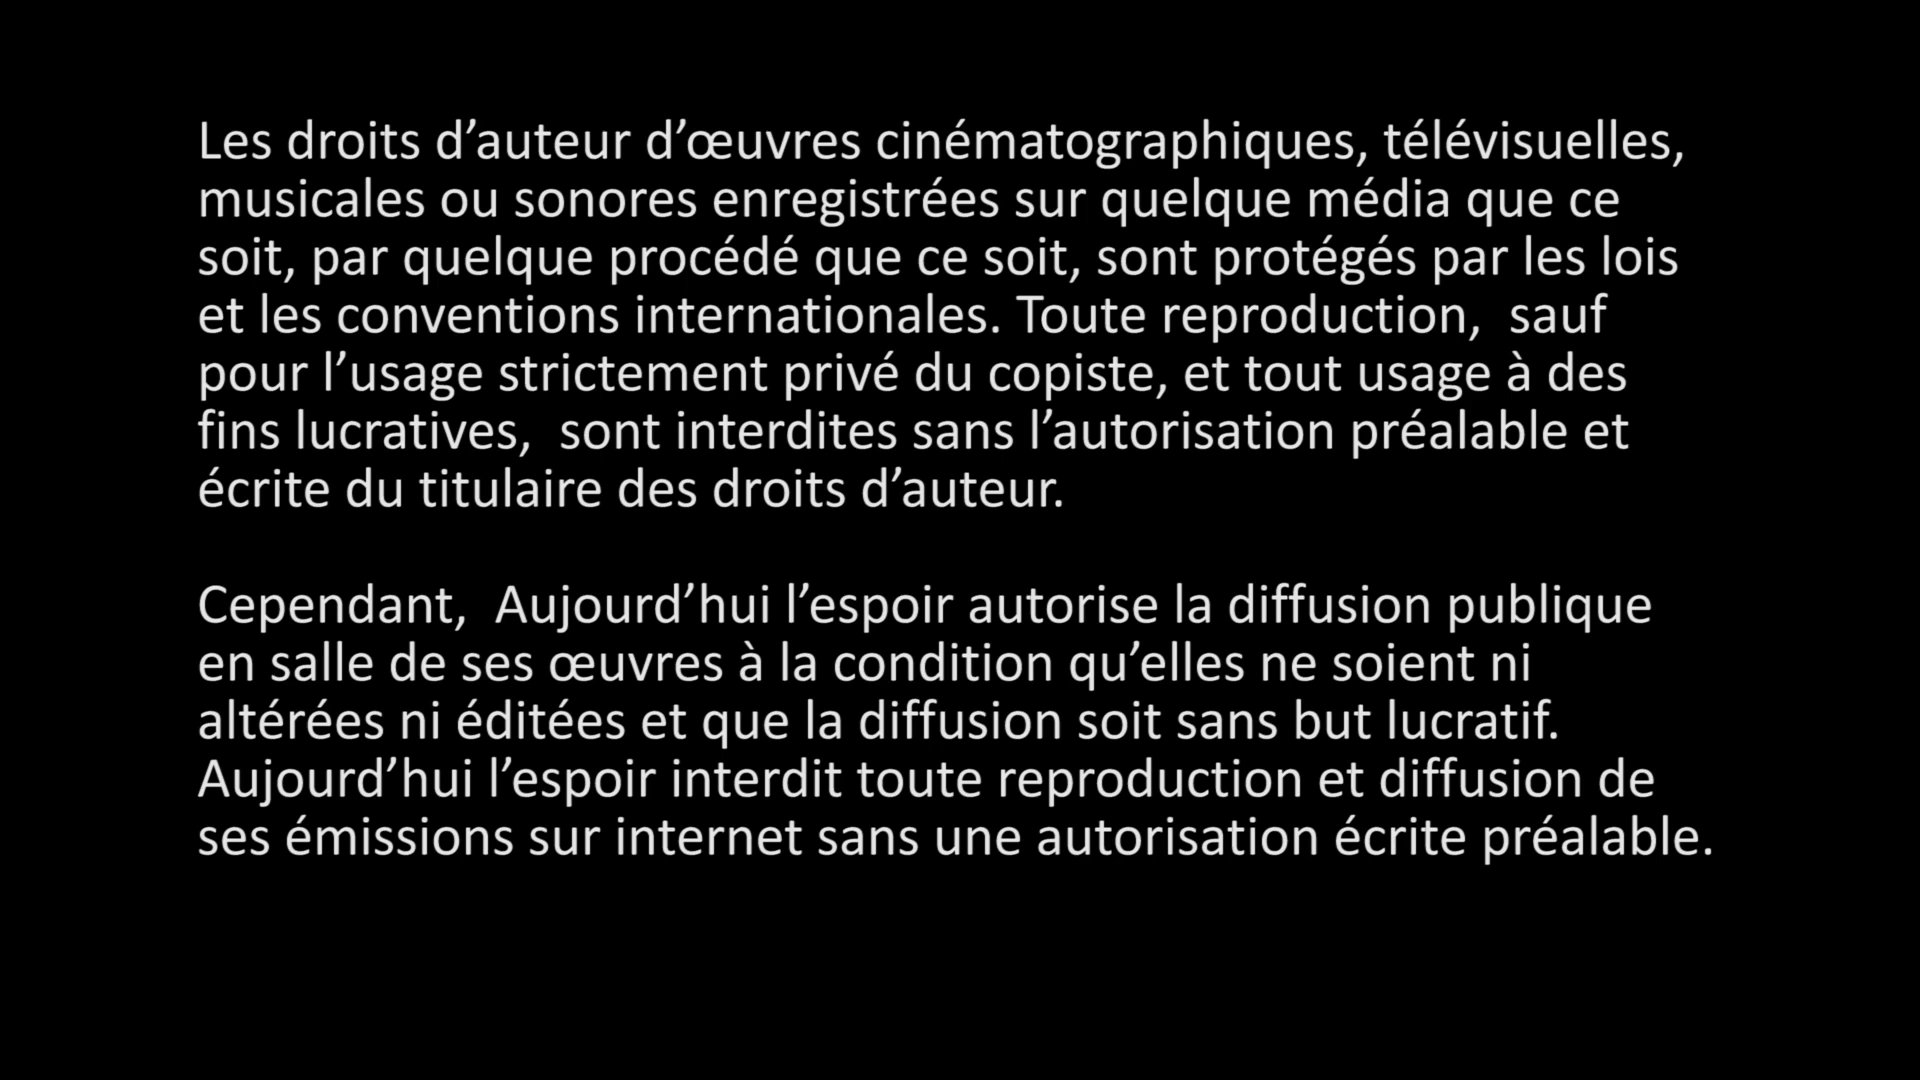 Les droits d’auteur d’œuvres cinématographiques, télévisuelles,
musicales ou sonores enregistrées sur quelque média que ce
soit, par quelque procédé que ce soit, sont protégés par les lois
et les conventions internationales. Toute reproduction,  sauf
pour l’usage strictement privé du copiste, et tout usage à des
fins lucratives,  sont interdites sans l’autorisation préalable et
écrite du titulaire des droits d’auteur.
Cependant,  Aujourd’hui l’espoir autorise la diffusion publique
en salle de ses œuvres à la condition qu’elles ne soient ni
altérées ni éditées et que la diffusion soit sans but lucratif.
Aujourd’hui l’espoir interdit toute reproduction et diffusion de
ses émissions sur internet sans une autorisation écrite préalable.